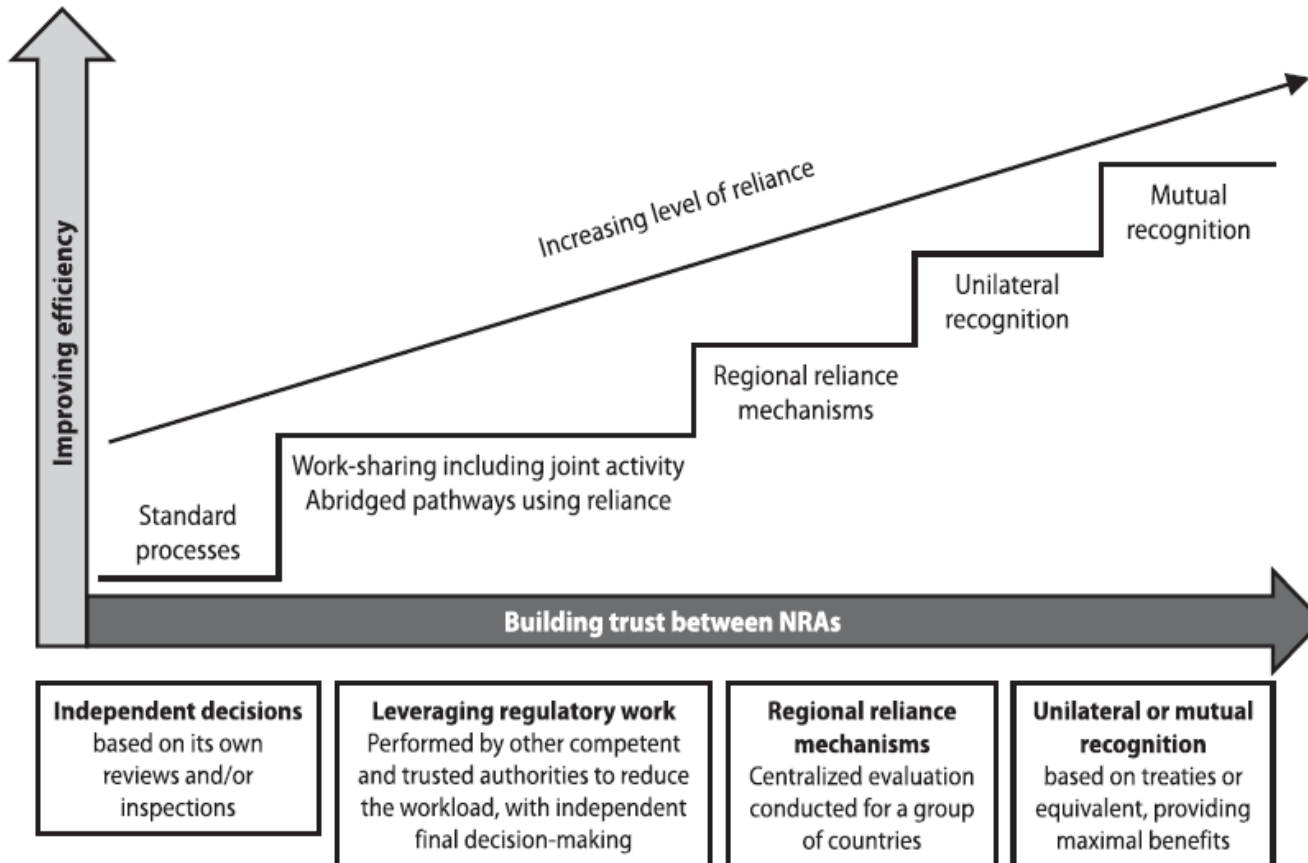 Improving efficiency
Increasing level of reliance
Mutual
recognition
Unilateral
recognition
Regional reliance
mechanisms
Work-sharing including joint activity
Abridged pathways using reliance
Standard
processes
Building trust between NRAs
Independent decisions
based on its own
reviews and/or
inspections
Leveraging regulatory work
Performed by other competent
and trusted authorities to reduce
the workload, with independent
final decision-making
Regional reliance
mechanisms
Centralized evaluation
conducted for a group
of countries
Unilateral or mutual
recognition
based on treaties or
equivalent, providing
maximal benefits